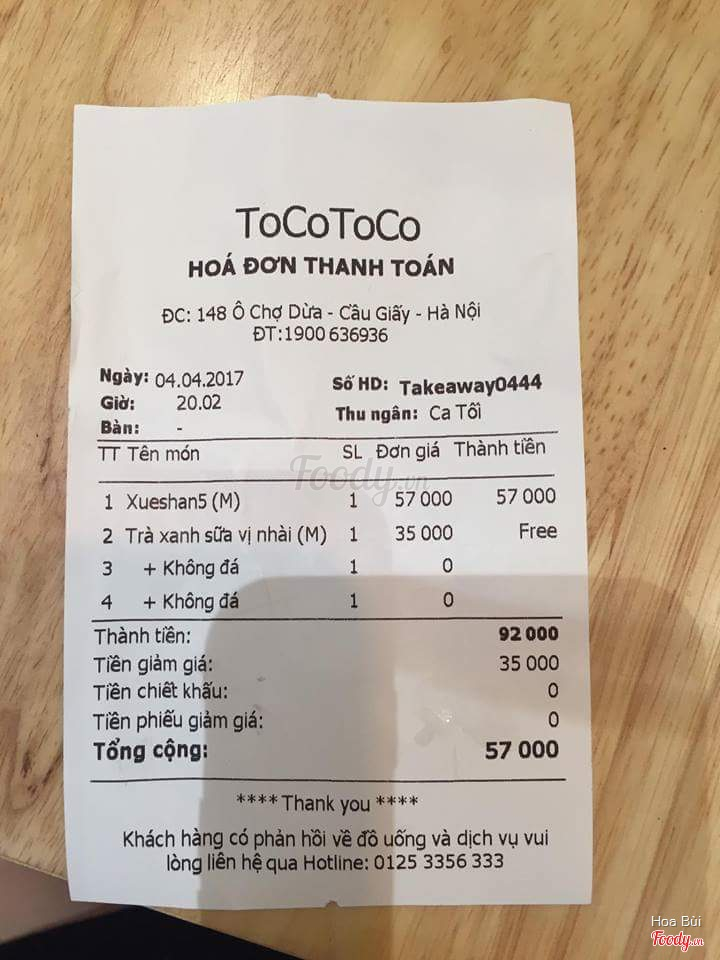 ToCoToCo
HOÁ ĐƠN THANH TOÁN
ĐC: 148 Ô Chợ Dừa - Cầu Giấy - Hà Nội
ĐT:1900 636936
Ngày: 04.04.2017 Số HD: Takeaway0444
Giờ: 20.02 Thu ngân: Ca Tối
Bàn: -
TT Tên món SL Đơn giá Thành tiền
Foody.vn
1 Xueshan5 (M) 1 57 000 57 000
2 Trà xanh sữa vị nhài (M) 1 35 000 Free
3 + Không đá 1 0
4 + Không đá 1 0
Thành tiền: 92 000
Tiền giảm giá: 35 000
Tiền chiết khấu: 0
Tiền phiếu giảm giá: 0
Tổng cộng: 57 000
**** Thank you ****
Khách hàng có phản hồi về đồ uống và dịch vụ vui
lòng liên hệ qua Hotline: 0125 3356 333
Hoa Bùi
Foody.vn